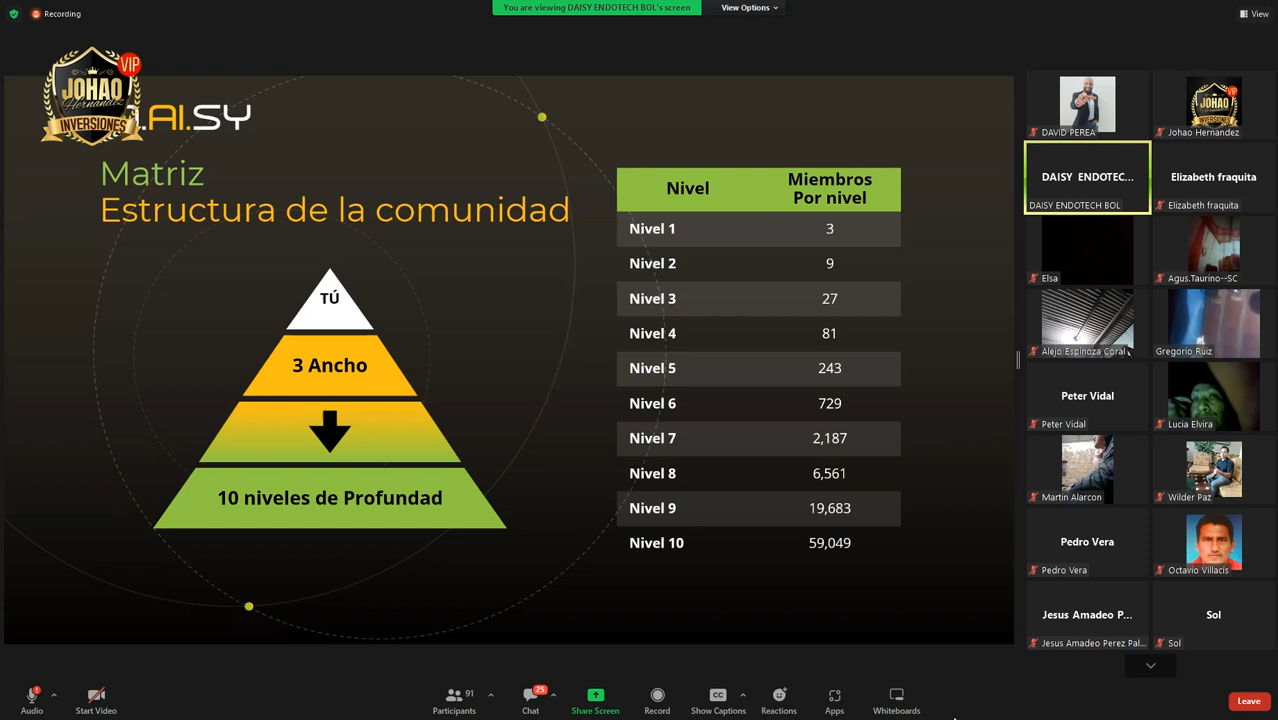 Recording
You are viewing DAISY ENDOTECH BOL's screen
View Options
View
VIP
JOHAO
Hernandez
INVERSIONES
.AI.SY
Matriz
Estructura de la comunidad
TÚ
3 Ancho
10 niveles de Profundad
Nivel Miembros Por nivel
Nivel 1 3
Nivel 2 9
Nivel 3 27
Nivel 4 81
Nivel 5 243
Nivel 6 729
Nivel 7 2,187
Nivel 8 6,561
Nivel 9 19,683
Nivel 10 59,049
DAVID PEREA
JOHAO
Hernandez
INVERSIONES
VIP
Johao Hernandez
DAISY ENDOTEC...
DAISY ENDOTECH BOL
Elizabeth fraquita
Elizabeth fraquita
Elsa
Agus.Taurino--SC
Alejo Espinoza Coral
Gregorio Ruiz
Peter Vidal
Peter Vidal
Lucia Elvira
Martin Alarcon
Wilder Paz
Pedro Vera
Pedro Vera
Octavio Villacis
Jesus Amadeo P...
Jesus Amadeo Perez Pal...
Sol
Sol
Audio
Start Video
91
Participants
25
Chat
Share Screen
Record
CC
Show Captions
Reactions
Apps
Whiteboards
Leave